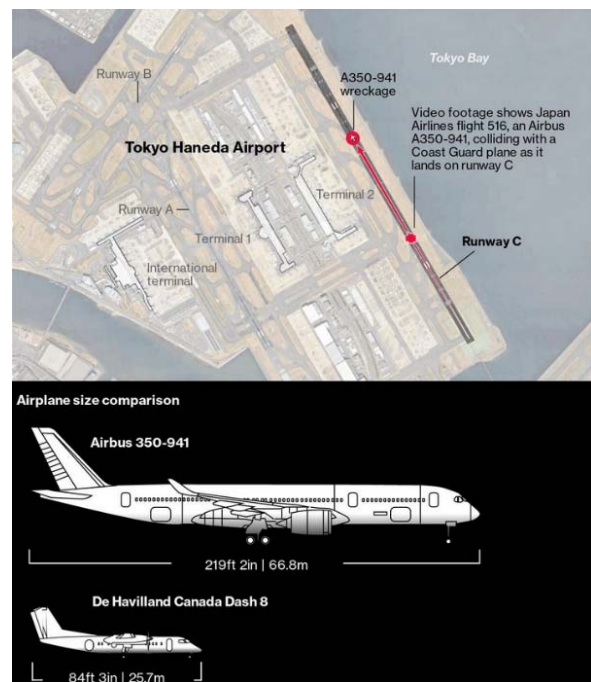 Tokyo Bay
Runway B
A350-941
wreckage
Video footage shows Japan
Airlines flight 516, an Airbus
A350-941, colliding with a
Coast Guard plane as it
lands on runway C
Tokyo Haneda Airport
Terminal 2
Runway A
Terminal 1
Runway C
International
terminal
Airplane size comparison
Airbus 350-941
219ft 2in | 66.8m
De Havilland Canada Dash 8
84ft 3in | 25.7m